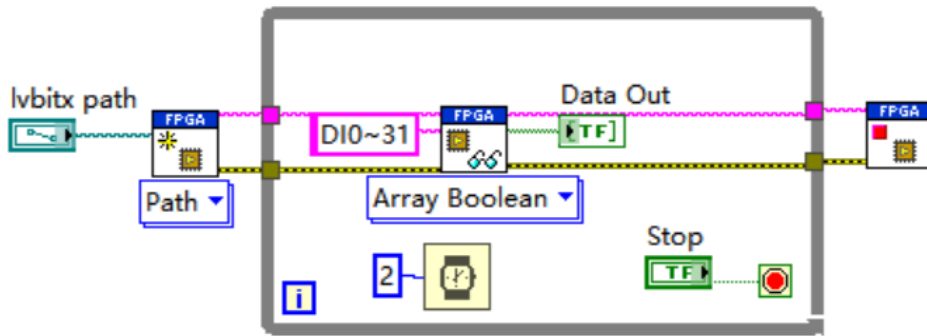 lvbitx path
FPGA
Path
DI0~31
FPGA
Data Out
TF
Array Boolean
i
2
Stop
TF
FPGA